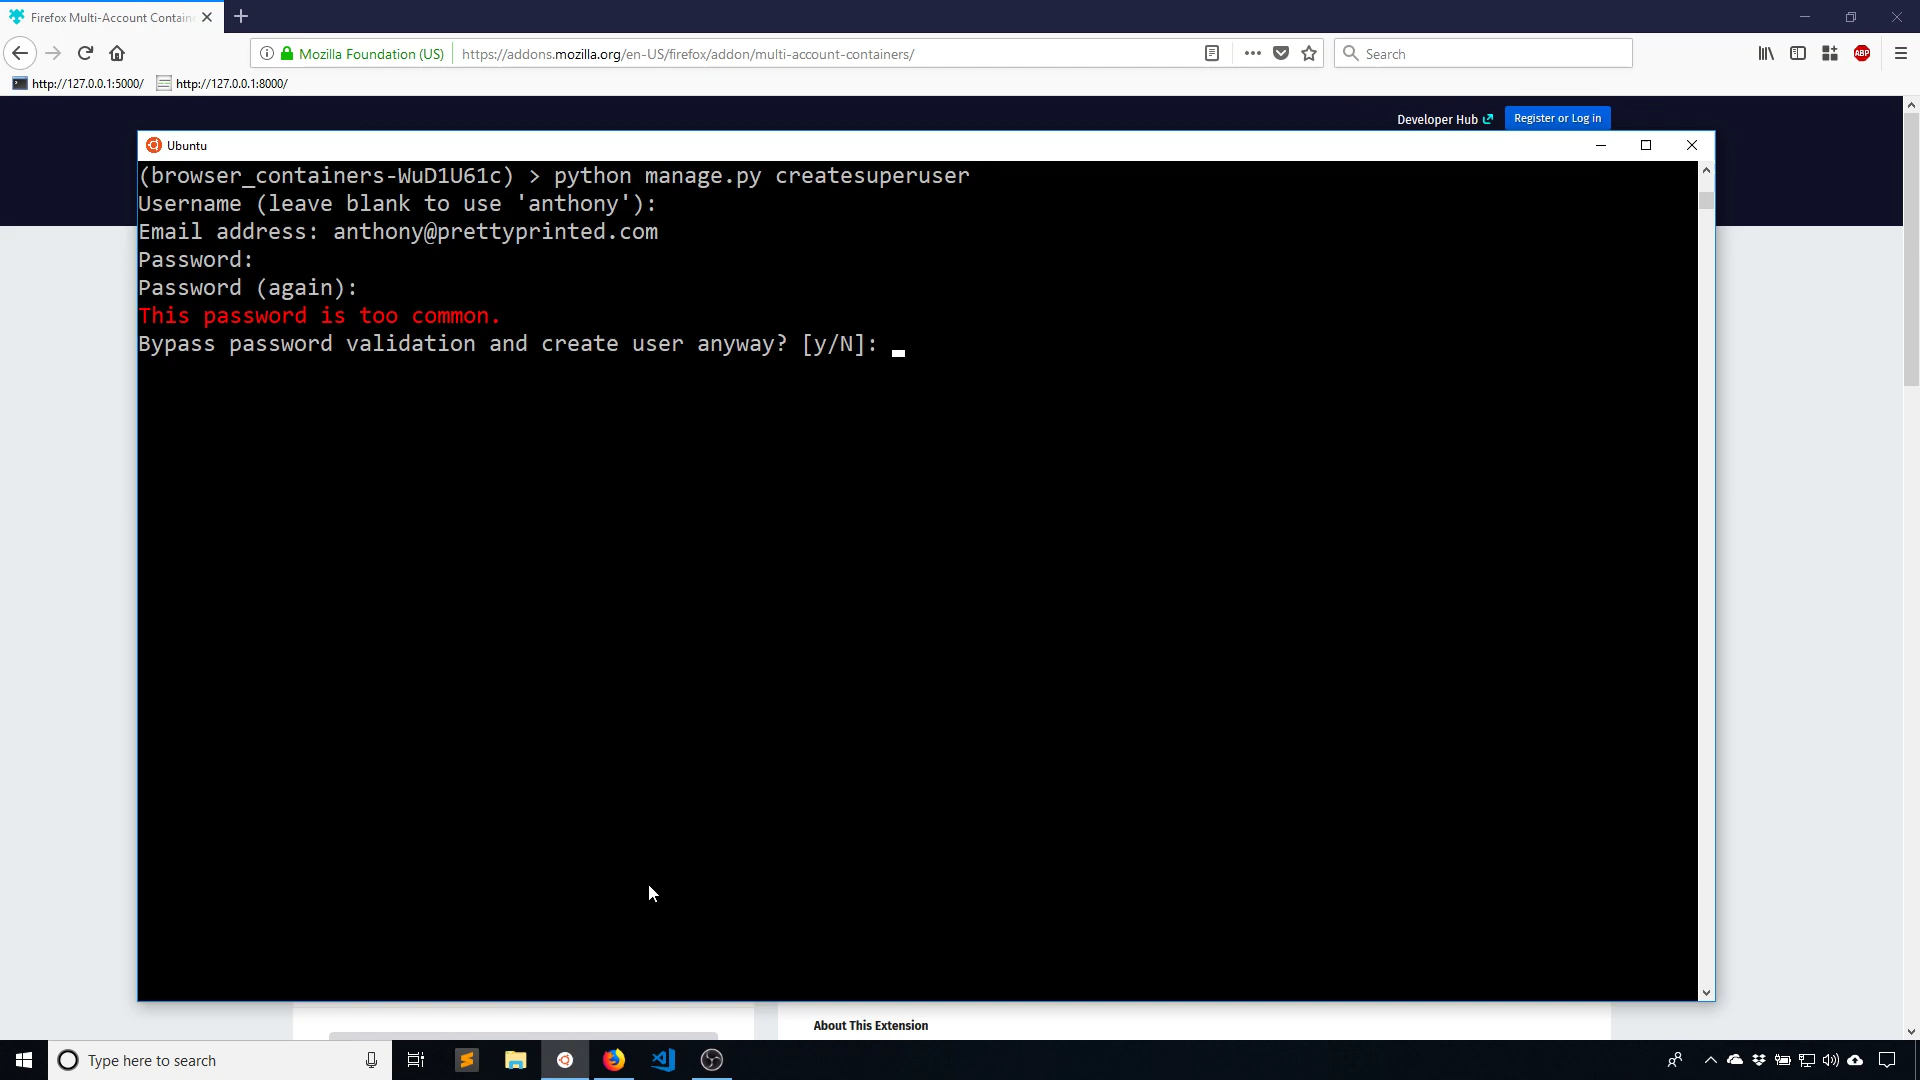 Firefox Multi-Account Contain
Mozilla Foundation (US)
https://addons.mozilla.org/en-US/firefox/addon/multi-account-containers/
Search
ABP
http://127.0.0.1:5000/
http://127.0.0.1:8000/
Developer Hub
Register or Log in
Ubuntu
(browser_containers-WuD1U61c) > python manage.py createsuperuser
Username (leave blank to use 'anthony'):
Email address: anthony@prettyprinted.com
Password:
Password (again):
This password is too common.
Bypass password validation and create user anyway? [y/N]:
About This Extension
Type here to search